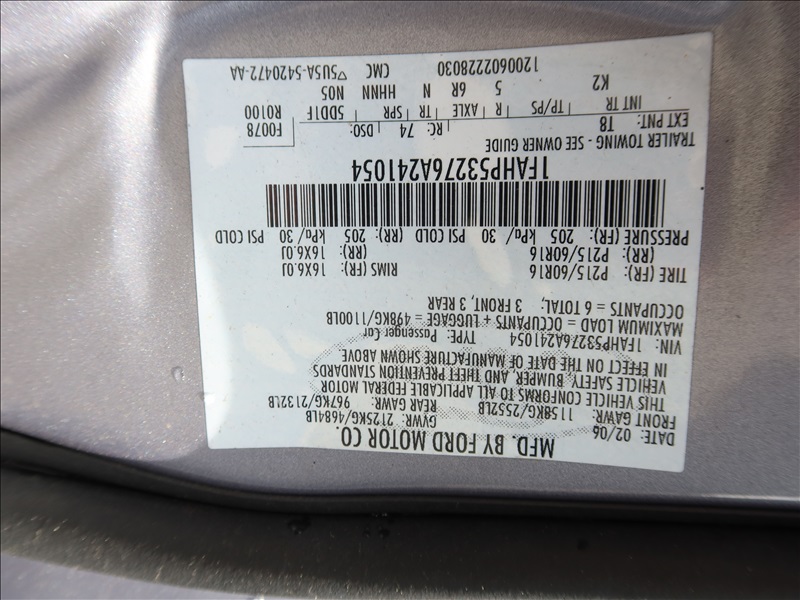 MFD. BY FORD MOTOR CO.
DATE: 02/06 GVWR: 2125KG/4684LB
FRONT GAWR: REAR GAWR:
1158KG/2552LB 967KG/2132LB
THIS VEHICLE CONFORMS TO ALL APPLICABLE FEDERAL MOTOR
VEHICLE SAFETY, BUMPER, AND THEFT PREVENTION STANDARDS
IN EFFECT ON THE DATE OF MANUFACTURE SHOWN ABOVE.
VIN: 1FAHP53276A241054 TYPE: Passenger Car
MAXIMUM LOAD = OCCUPANTS + LUGGAGE = 498KG/1100LB
OCCUPANTS = 6 TOTAL; 3 FRONT, 3 REAR
TIRE (FR): P215/60R16 RIMS (FR): 16X6.0J
(RR): P215/60R16 (RR): 16X6.0J
PRESSURE (FR): 205 kPa/ 30 PSI COLD (RR): 205 kPa/30 PSI COLD
1FAHP53276A241054
TRAILER TOWING - SEE OWNER GUIDE
EXT PNT: T8 RC: 74 DSO: F0078
R0100
INT TR TP/PS R AXLE TR SPR 5DD1F
K2 5 6R N HHNN N05
1200602228030 CMC ▽5U5A-5420472-AA